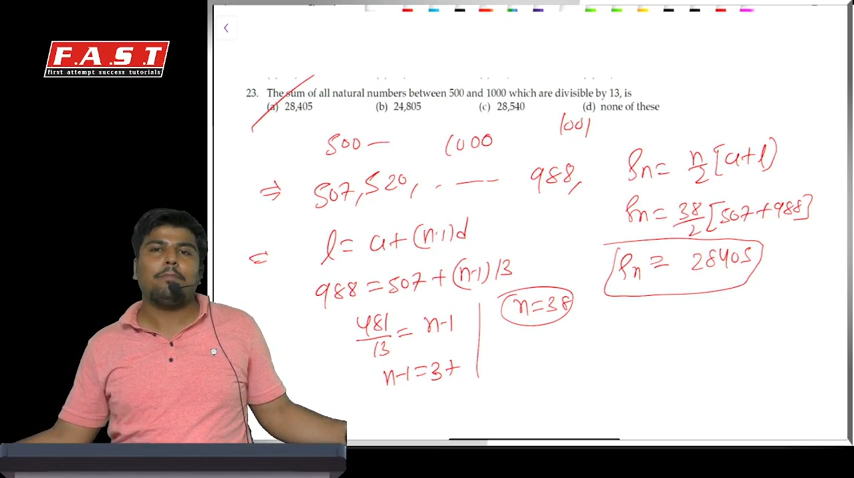 F.A.S.T
first attempt success tutorials
23. The sum of all natural numbers between 500 and 1000 which are divisible by 13, is
(a) 28,405 (b) 24,805 (c) 28,540 (d) none of these
500 — 1000 1001
⇒ 507, 520, . .— — 988,
l = a + (n-1)d
988 = 507 + (n-1)13
481/13 = n-1
n-1 = 37
n=38
Sn = n/2 [a+l)
Sn = 38/2 [507+988]
Sn = 28405